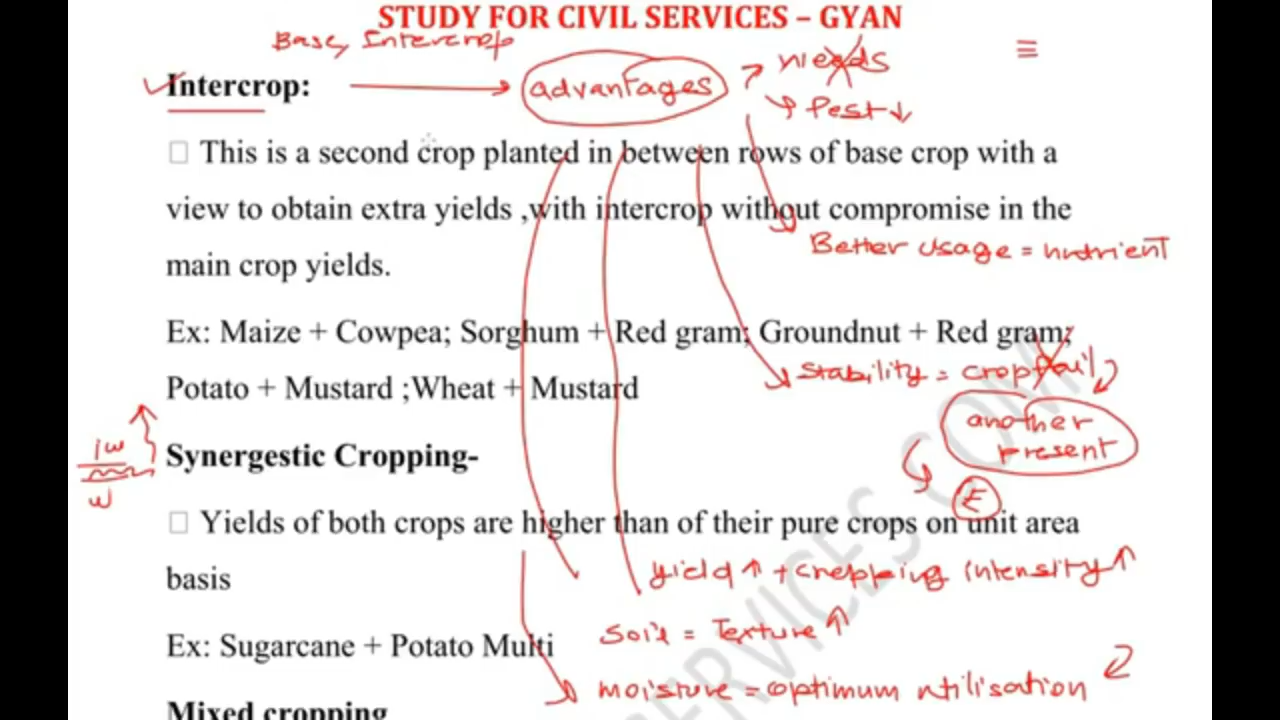 STUDY FOR CIVIL SERVICES – GYAN
Base, Intercrop
Intercrop:
advantages
needs
Pest↓
This is a second crop planted in between rows of base crop with a
view to obtain extra yields ,with intercrop without compromise in the
Better usage = nutrient
main crop yields.
Ex: Maize + Cowpea; Sorghum + Red gram; Groundnut + Red gram;
Stability = crop fail
Potato + Mustard ;Wheat + Mustard
another
present
Iw
w
Synergestic Cropping-
E
Yields of both crops are higher than of their pure crops on unit area
basis
yield ↑ + cropping intensity ↑
Soil = Texture ↑
Ex: Sugarcane + Potato Multi
moisture = optimum utilisation
Mixed cropping
SERVICES.COM